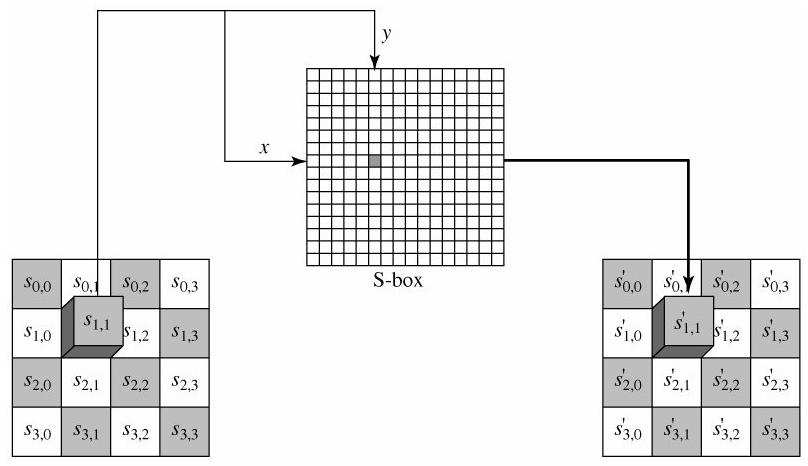 y
x
S-box
s0,0 s0,1 s0,2 s0,3
s1,0 s1,1 s1,2 s1,3
s2,0 s2,1 s2,2 s2,3
s3,0 s3,1 s3,2 s3,3
s'0,0 s'0, s'0,2 s'0,3
s'1,0 s'1,1 s'1,2 s'1,3
s'2,0 s'2,1 s'2,2 s'2,3
s'3,0 s'3,1 s'3,2 s'3,3